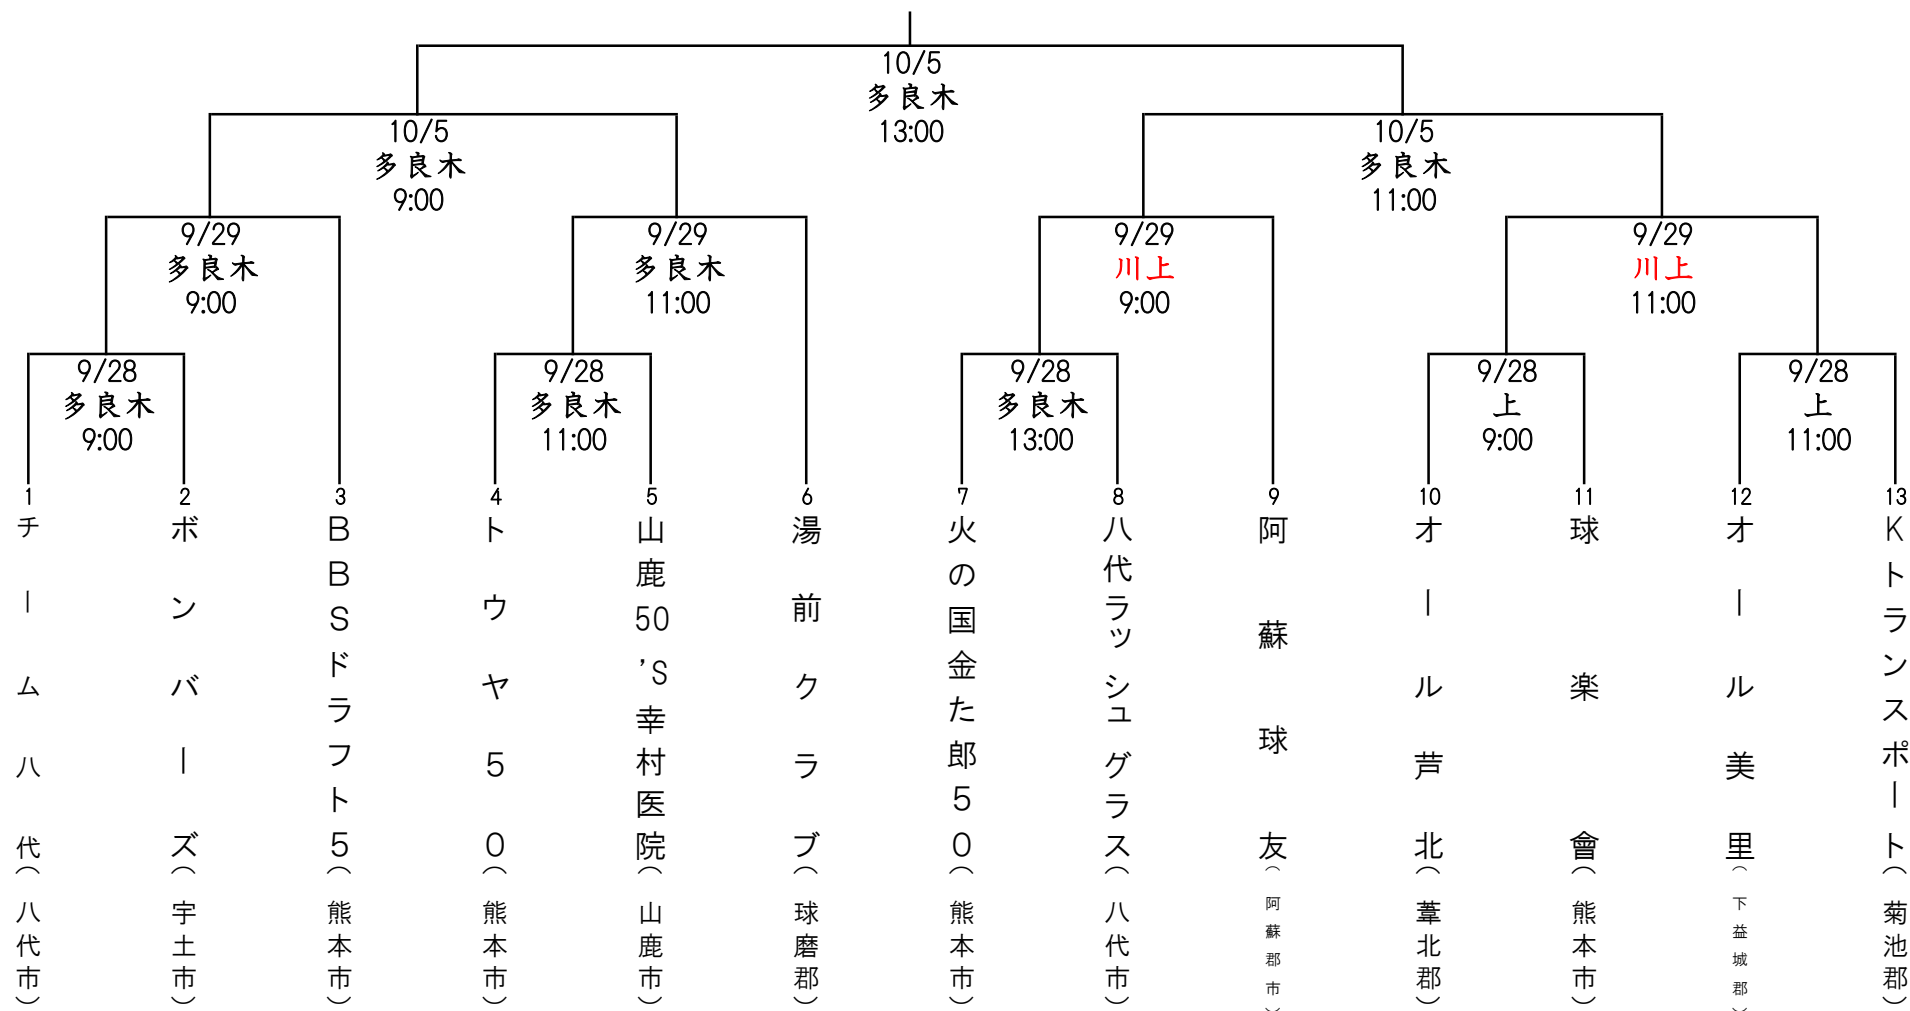 10/5
多良木
13:00
10/5
多良木
9:00
10/5
多良木
11:00
9/29
多良木
9:00
9/29
多良木
11:00
9/29
川上
9:00
9/29
川上
11:00
9/28
多良木
9:00
9/28
多良木
11:00
9/28
多良木
13:00
9/28
上
9:00
9/28
上
11:00
1
チーム八代(八代市)
2
ボンバーズ(宇土市)
3
BBSドラフト5(熊本市)
4
トウヤ50(熊本市)
5
山鹿50'S幸村医院(山鹿市)
6
湯前クラブ(球磨郡)
7
火の国金た郎50(熊本市)
8
八代ラッシュグラス(八代市)
9
阿蘇球友(阿蘇郡市)
10
オール芦北(葦北郡)
11
球楽會(熊本市)
12
オール美里(下益城郡)
13
Kトランスポート(菊池郡)